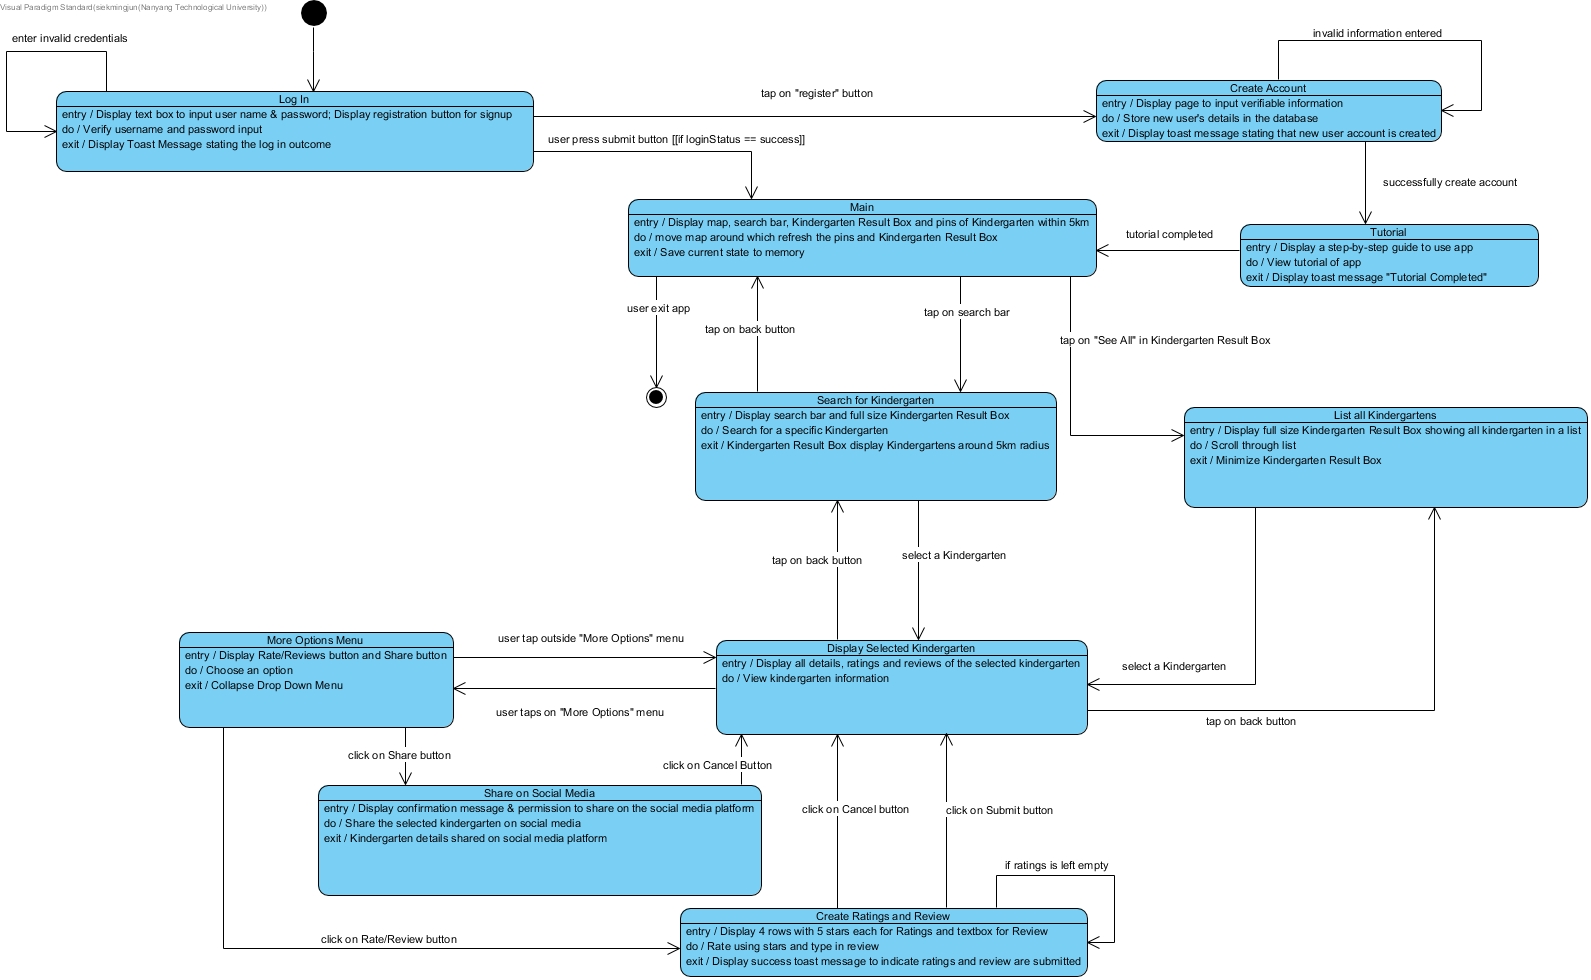 Visual Paradigm Standard(siekmingjun(Nanyang Technological University))
enter invalid credentials
invalid information entered
Log In
entry / Display text box to input user name & password; Display registration button for signup
do / Verify username and password input
exit / Display Toast Message stating the log in outcome
tap on "register" button
user press submit button [[if loginStatus == success]]
Create Account
entry / Display page to input verifiable information
do / Store new user's details in the database
exit / Display toast message stating that new user account is created
successfully create account
Main
entry / Display map, search bar, Kindergarten Result Box and pins of Kindergarten within 5km
do / move map around which refresh the pins and Kindergarten Result Box
exit / Save current state to memory
tutorial completed
Tutorial
entry / Display a step-by-step guide to use app
do / View tutorial of app
exit / Display toast message "Tutorial Completed"
user exit app
tap on back button
tap on search bar
tap on "See All" in Kindergarten Result Box
Search for Kindergarten
entry / Display search bar and full size Kindergarten Result Box
do / Search for a specific Kindergarten
exit / Kindergarten Result Box display Kindergartens around 5km radius
List all Kindergartens
entry / Display full size Kindergarten Result Box showing all kindergarten in a list
do / Scroll through list
exit / Minimize Kindergarten Result Box
tap on back button
select a Kindergarten
More Options Menu
entry / Display Rate/Reviews button and Share button
do / Choose an option
exit / Collapse Drop Down Menu
user tap outside "More Options" menu
user taps on "More Options" menu
Display Selected Kindergarten
entry / Display all details, ratings and reviews of the selected kindergarten
do / View kindergarten information
select a Kindergarten
tap on back button
click on Share button
click on Cancel Button
Share on Social Media
entry / Display confirmation message & permission to share on the social media platform
do / Share the selected kindergarten on social media
exit / Kindergarten details shared on social media platform
click on Cancel button
click on Submit button
if ratings is left empty
click on Rate/Review button
Create Ratings and Review
entry / Display 4 rows with 5 stars each for Ratings and textbox for Review
do / Rate using stars and type in review
exit / Display success toast message to indicate ratings and review are submitted